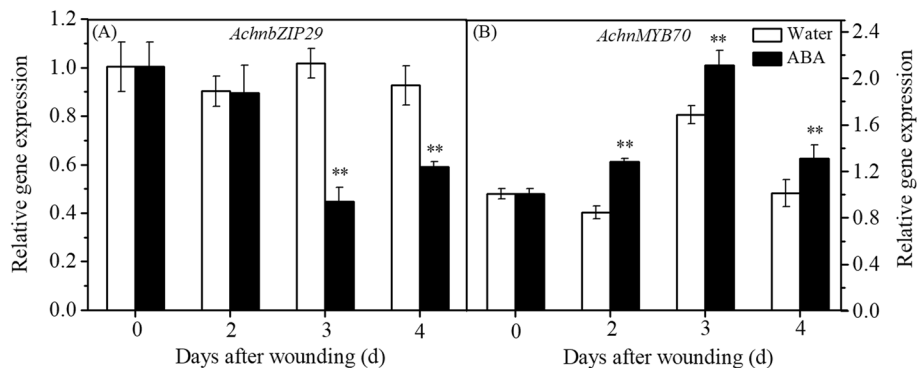 (A)
AchnbZIP29
Relative gene expression
1.2
1.0
0.8
0.6
0.4
0.2
0.0
**
**
0
2
3
4
Days after wounding (d)
(B)
AchnMYB70
Water
ABA
**
**
**
2.4
2.0
1.6
1.2
0.8
0.4
0.0
Relative gene expression
0
2
3
4
Days after wounding (d)